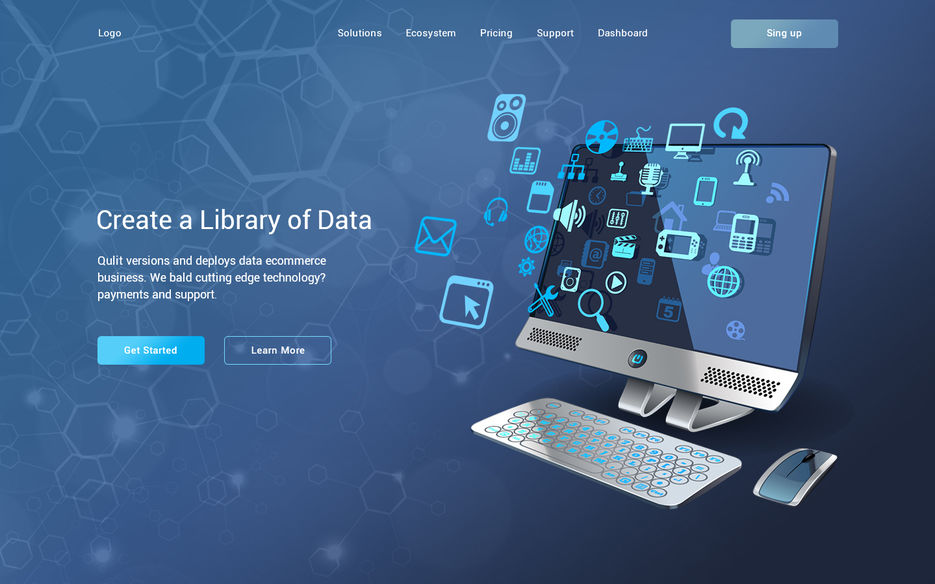 Logo
Solutions
Ecosystem
Pricing
Support
Dashboard
Sing up
Create a Library of Data
Qulit versions and deploys data ecommerce
business. We bald cutting edge technology?
payments and support.
Get Started
Learn More
5